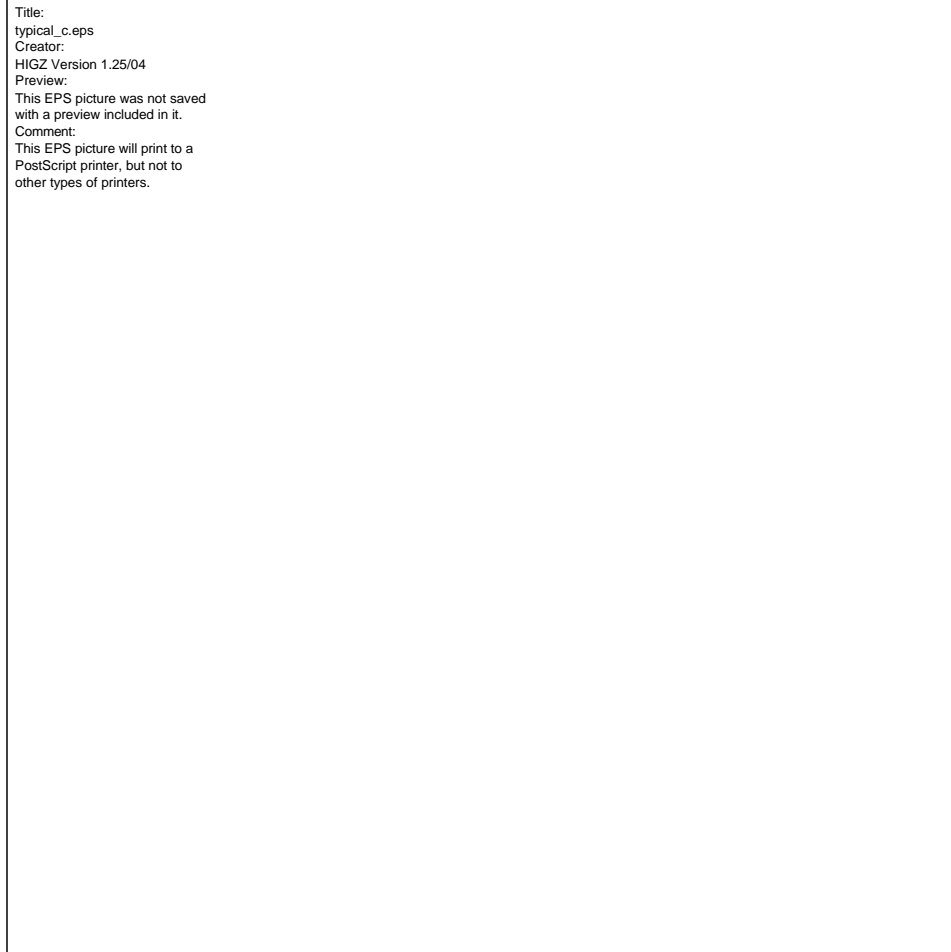 Title:
typical_c.eps
Creator:
HIGZ Version 1.25/04
Preview:
This EPS picture was not saved
with a preview included in it.
Comment:
This EPS picture will print to a
PostScript printer, but not to
other types of printers.